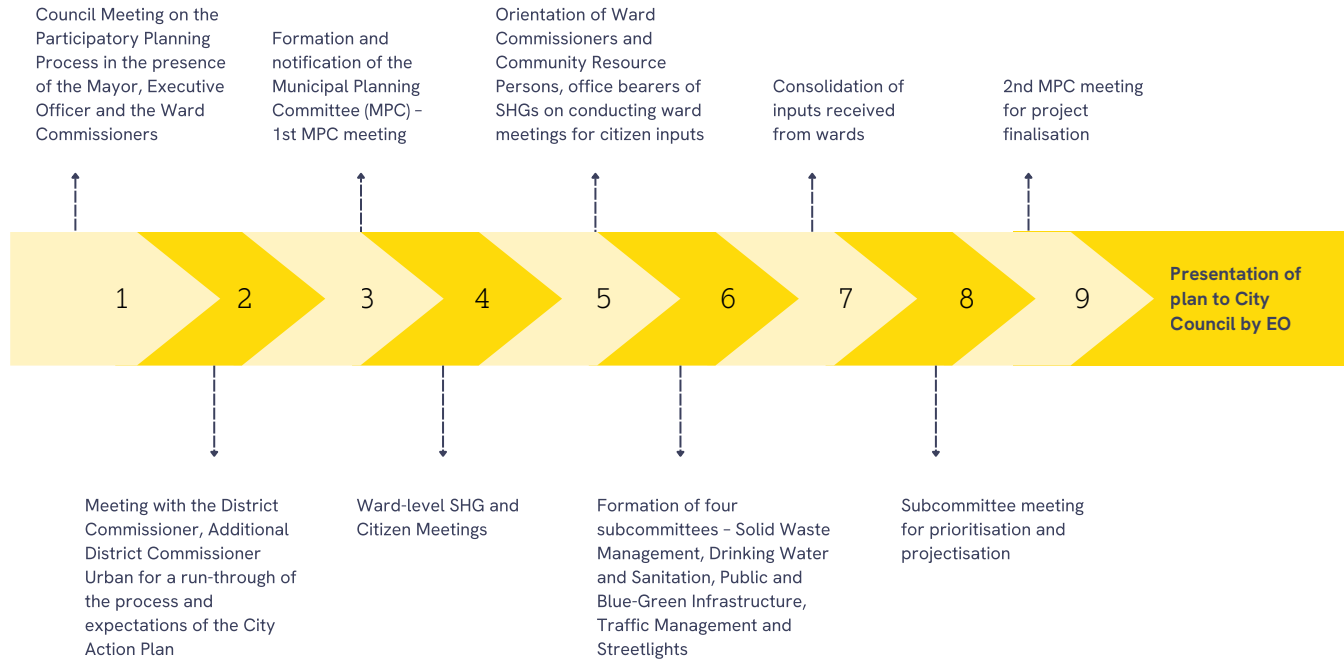 Council Meeting on the
Participatory Planning
Process in the presence
of the Mayor, Executive
Officer and the Ward
Commissioners
Formation and
notification of the
Municipal Planning
Committee (MPC) –
1st MPC meeting
Orientation of Ward
Commissioners and
Community Resource
Persons, office bearers of
SHGs on conducting ward
meetings for citizen inputs
Consolidation of
inputs received
from wards
2nd MPC meeting
for project
finalisation
1
2
3
4
5
6
7
8
9
Presentation of
plan to City
Council by EO
Meeting with the District
Commissioner, Additional
District Commissioner
Urban for a run-through of
the process and
expectations of the City
Action Plan
Ward-level SHG and
Citizen Meetings
Formation of four
subcommittees – Solid Waste
Management, Drinking Water
and Sanitation, Public and
Blue-Green Infrastructure,
Traffic Management and
Streetlights
Subcommittee meeting
for prioritisation and
projectisation